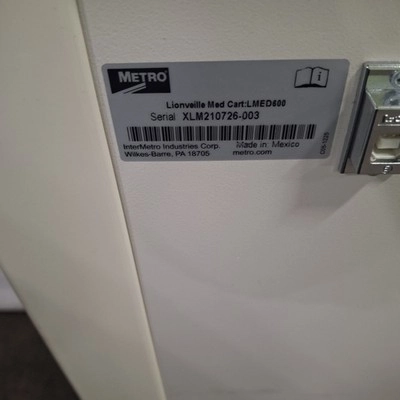 METRO
i
Lionville Med Cart:LMED600
Serial XLM210726-003
InterMetro Industries Corp. Made in Mexico
Wilkes-Barre, PA 18705 metro.com